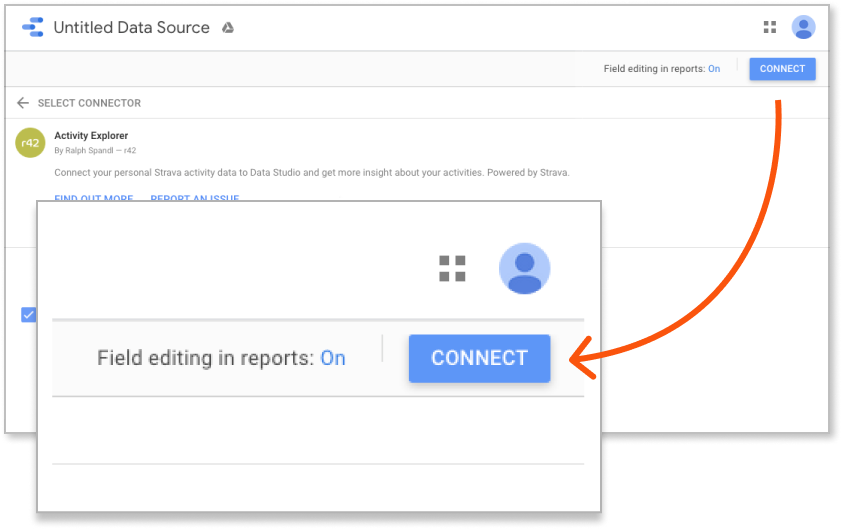 Untitled Data Source
Field editing in reports: On
CONNECT
SELECT CONNECTOR
r42
Activity Explorer
By Ralph Spandl – r42
Connect your personal Strava activity data to Data Studio and get more insight about your activities. Powered by Strava.
FIND OUT MORE REPORT AN ISSUE
Field editing in reports: On
CONNECT